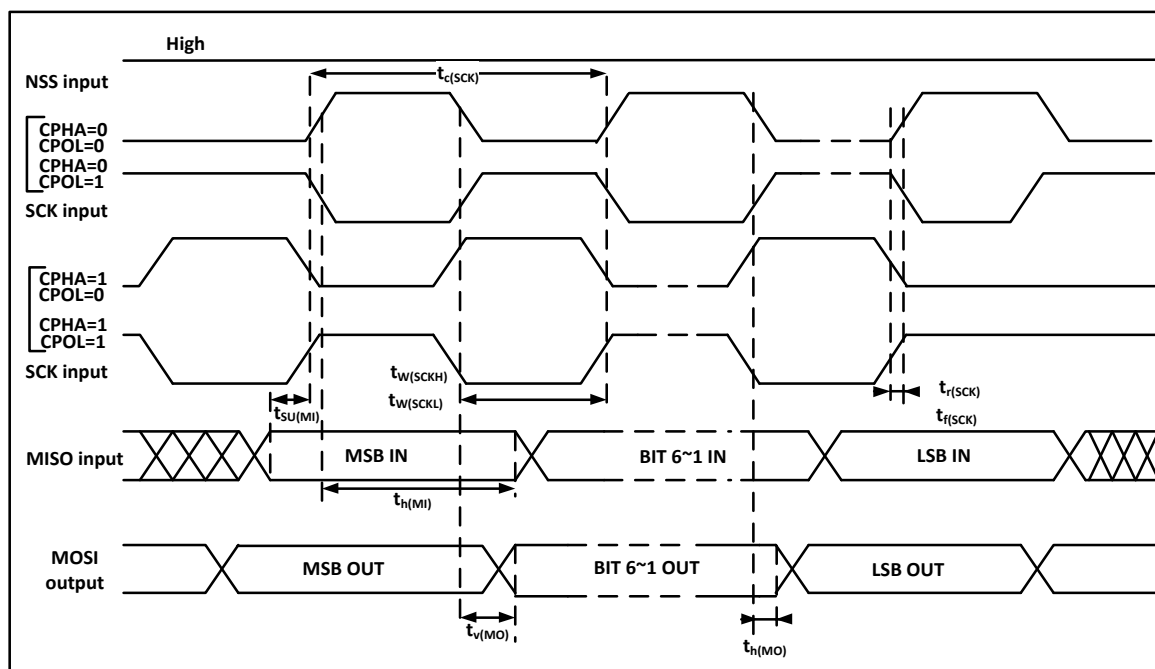 High
NSS input
tc(SCK)
CPHA=0
CPOL=0
CPHA=0
CPOL=1
SCK input
CPHA=1
CPOL=0
CPHA=1
CPOL=1
SCK input
tW(SCKH)
tW(SCKL)
tr(SCK)
tf(SCK)
tSU(MI)
MISO input
MSB IN
BIT 6~1 IN
LSB IN
th(MI)
MOSI
output
MSB OUT
BIT 6~1 OUT
LSB OUT
tv(MO)
th(MO)